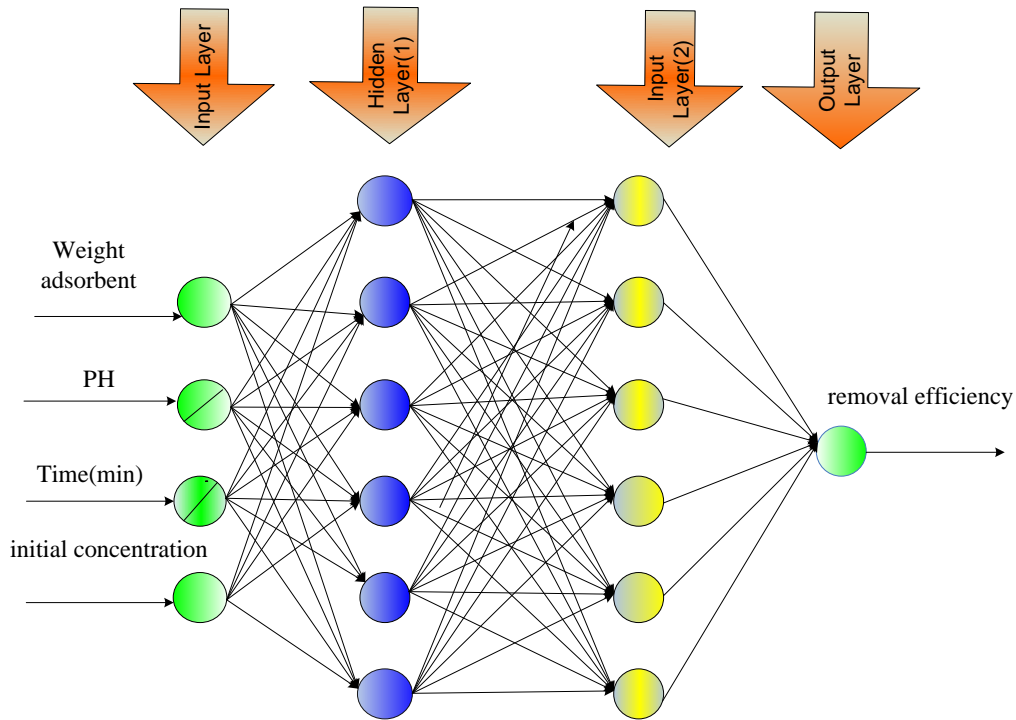 Input Layer
Hidden
Layer(1)
Input
Layer(2)
Output
Layer
Weight
adsorbent
PH
Time(min)
initial concentration
removal efficiency